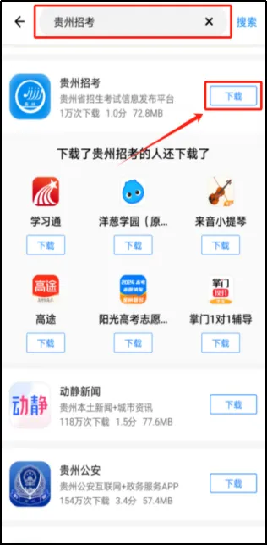 贵州招考
搜索
贵州招考
贵州省招生考试信息发布平台
1万次下载 1.0分 72.8MB
下载
下载了贵州招考的人还下载了
学习通
洋葱学园（原...
来音小提琴
下载
下载
下载
高途
高途
阳光高考志愿...
掌门1对1辅导
下载
下载
下载
动静
动静新闻
贵州本土新闻+城市资讯
118万次下载 1.5分 77.6MB
下载
贵州公安
贵州公安互联网+政务服务APP
154万次下载 3.4分 57.4MB
下载